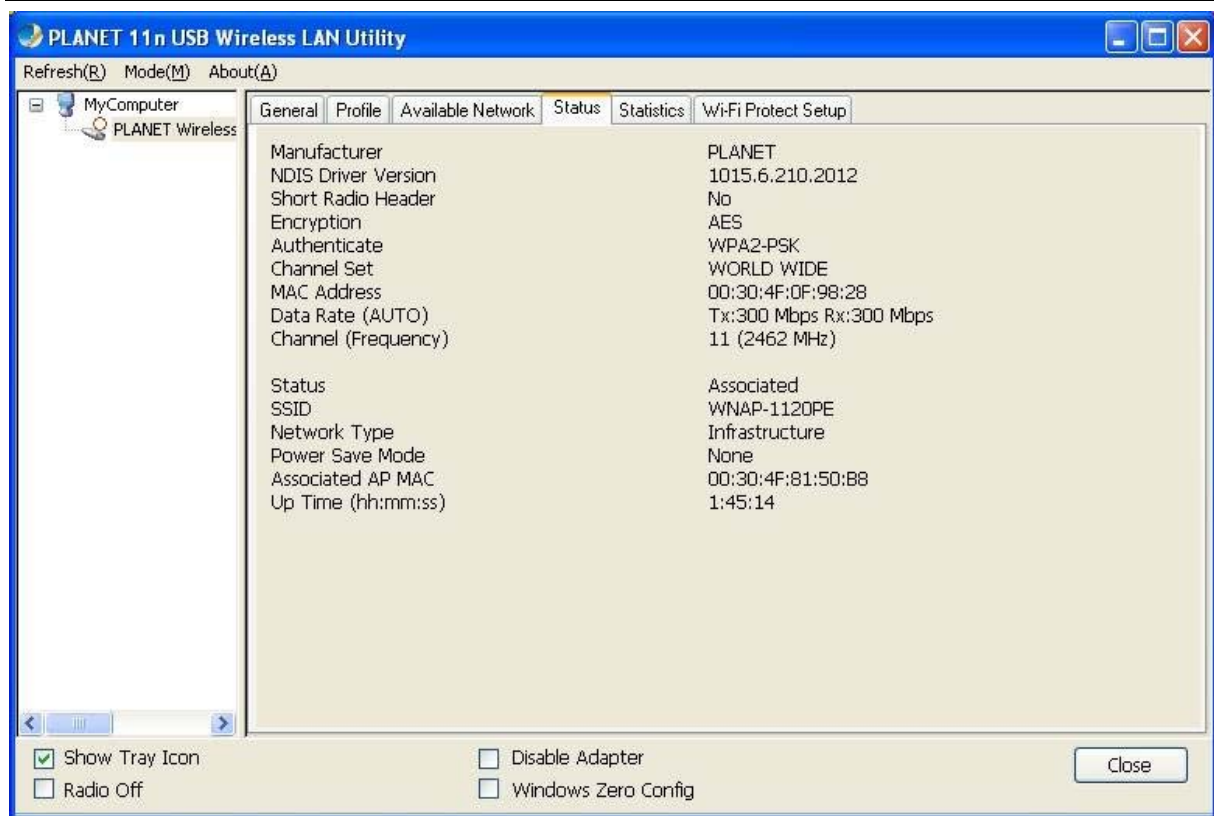 PLANET 11n USB Wireless LAN Utility
Refresh(R) Mode(M) About(A)
MyComputer
PLANET Wireless
General Profile Available Network Status Statistics Wi-Fi Protect Setup
Manufacturer PLANET
NDIS Driver Version 1015.6.210.2012
Short Radio Header No
Encryption AES
Authenticate WPA2-PSK
Channel Set WORLD WIDE
MAC Address 00:30:4F:0F:98:28
Data Rate (AUTO) Tx:300 Mbps Rx:300 Mbps
Channel (Frequency) 11 (2462 MHz)
Status Associated
SSID WNAP-1120PE
Network Type Infrastructure
Power Save Mode None
Associated AP MAC 00:30:4F:81:50:B8
Up Time (hh:mm:ss) 1:45:14
Show Tray Icon Disable Adapter Close
Radio Off Windows Zero Config